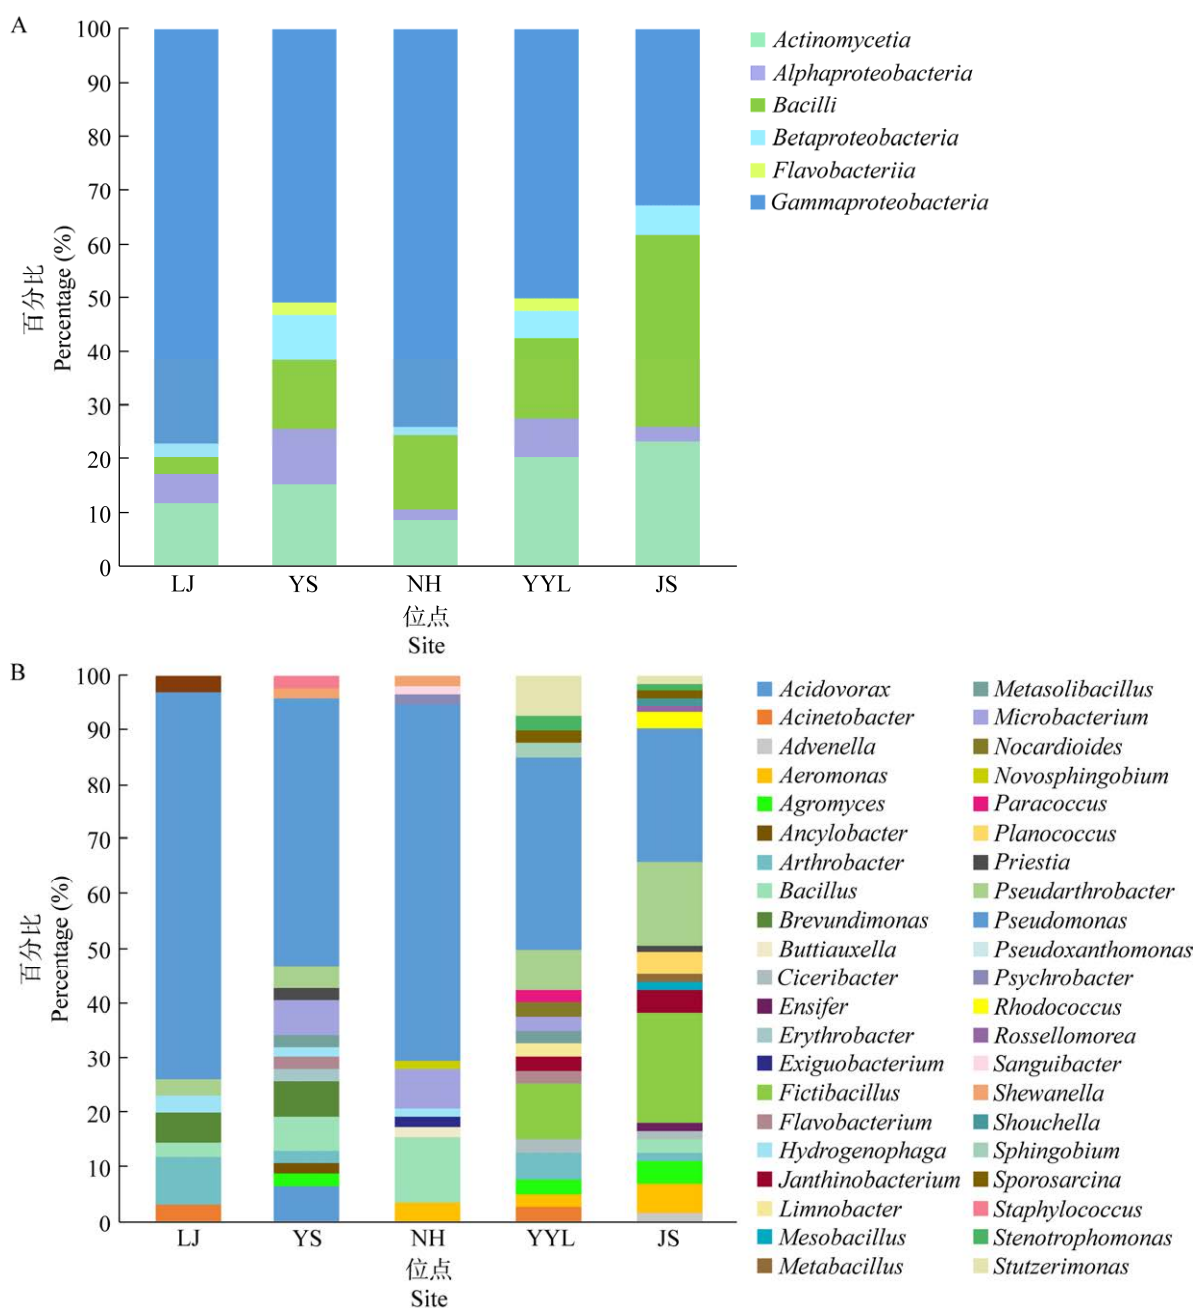 A
100
90
80
70
60
50
40
30
20
10
0
百分比
Percentage (%)
LJ
YS
NH
YYL
JS
位点
Site
Actinomycetia
Alphaproteobacteria
Bacilli
Betaproteobacteria
Flavobacteriia
Gammaproteobacteria
B
100
90
80
70
60
50
40
30
20
10
0
百分比
Percentage (%)
LJ
YS
NH
YYL
JS
位点
Site
Acidovorax
Acinetobacter
Advenella
Aeromonas
Agromyces
Ancylobacter
Arthrobacter
Bacillus
Brevundimonas
Buttiauxella
Ciceribacter
Ensifer
Erythrobacter
Exiguobacterium
Fictibacillus
Flavobacterium
Hydrogenophaga
Janthinobacterium
Limnobacter
Mesobacillus
Metabacillus
Metasolibacillus
Microbacterium
Nocardioides
Novosphingobium
Paracoccus
Planococcus
Priestia
Pseudarthrobacter
Pseudomonas
Pseudoxanthomonas
Psychrobacter
Rhodococcus
Rossellomorea
Sanguibacter
Shewanella
Shouchella
Sphingobium
Sporosarcina
Staphylococcus
Stenotrophomonas
Stutzerimonas